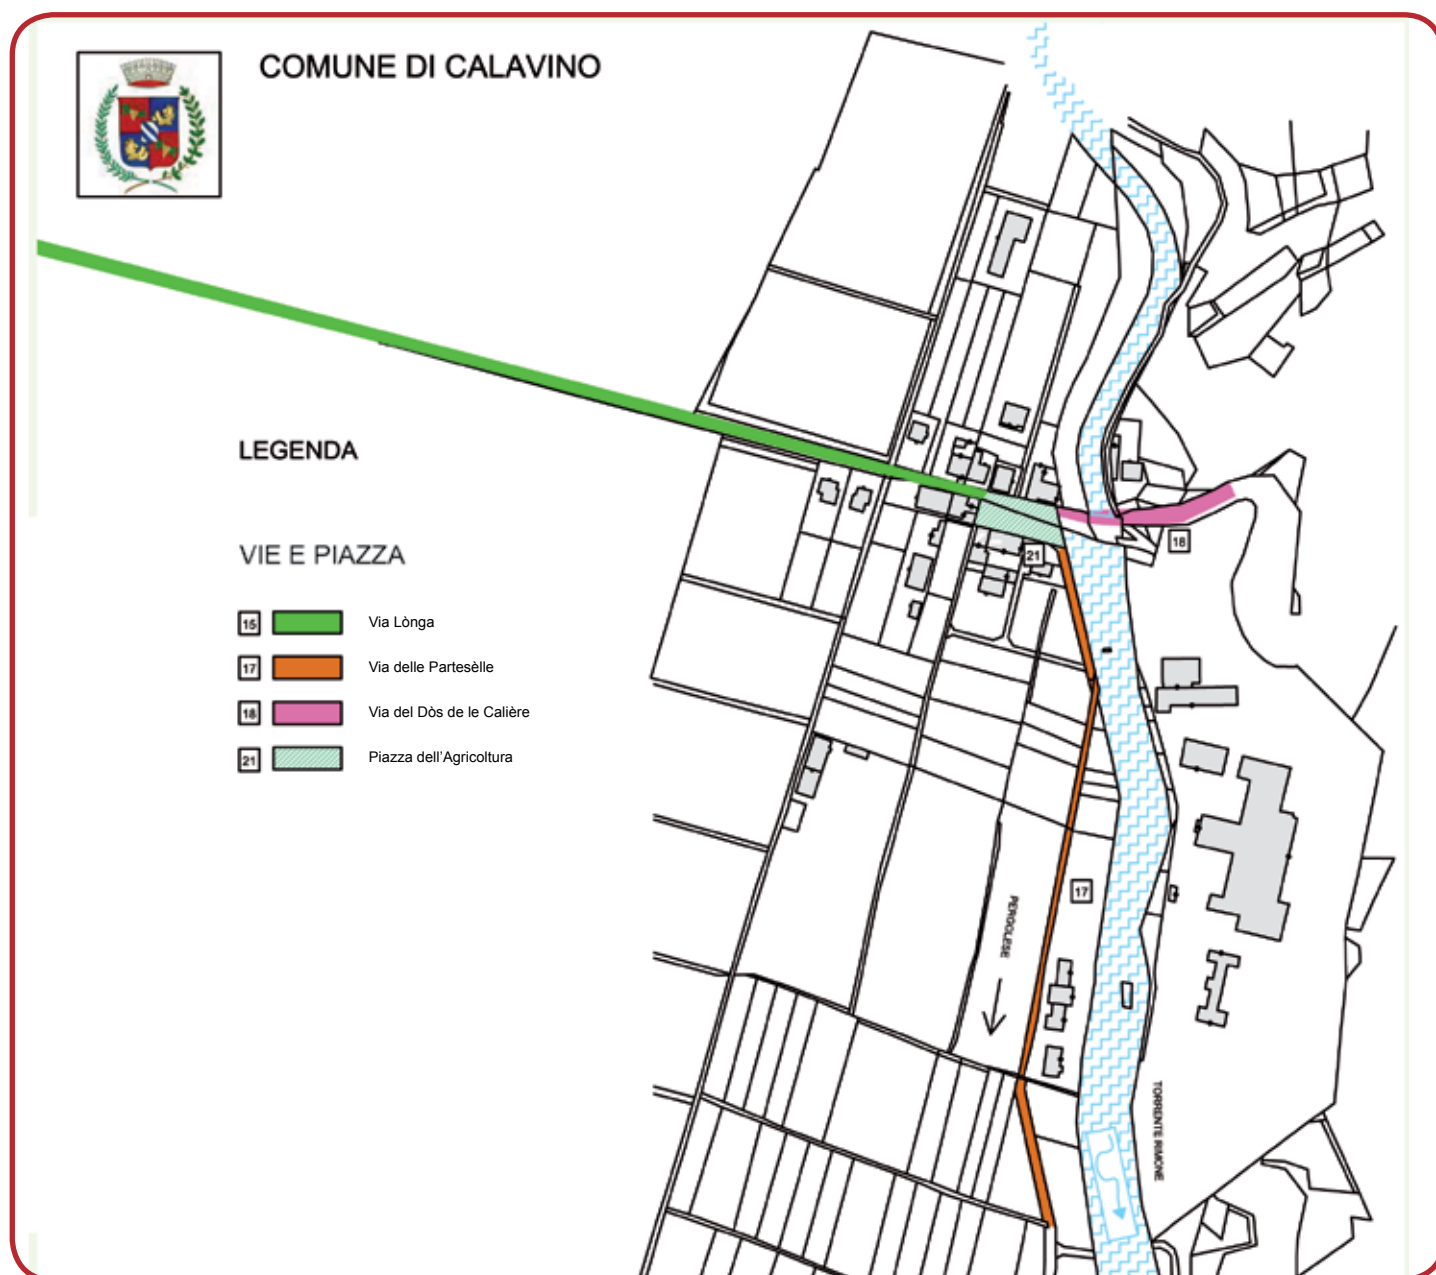 COMUNE DI CALAVINO
LEGENDA
VIE E PIAZZA
15 Via Lònga
17 Via delle Partesèlle
18 Via del Dòs de le Calière
21 Piazza dell'Agricoltura
18
21
17
PERGOLESE
TORRENTE RIMONE